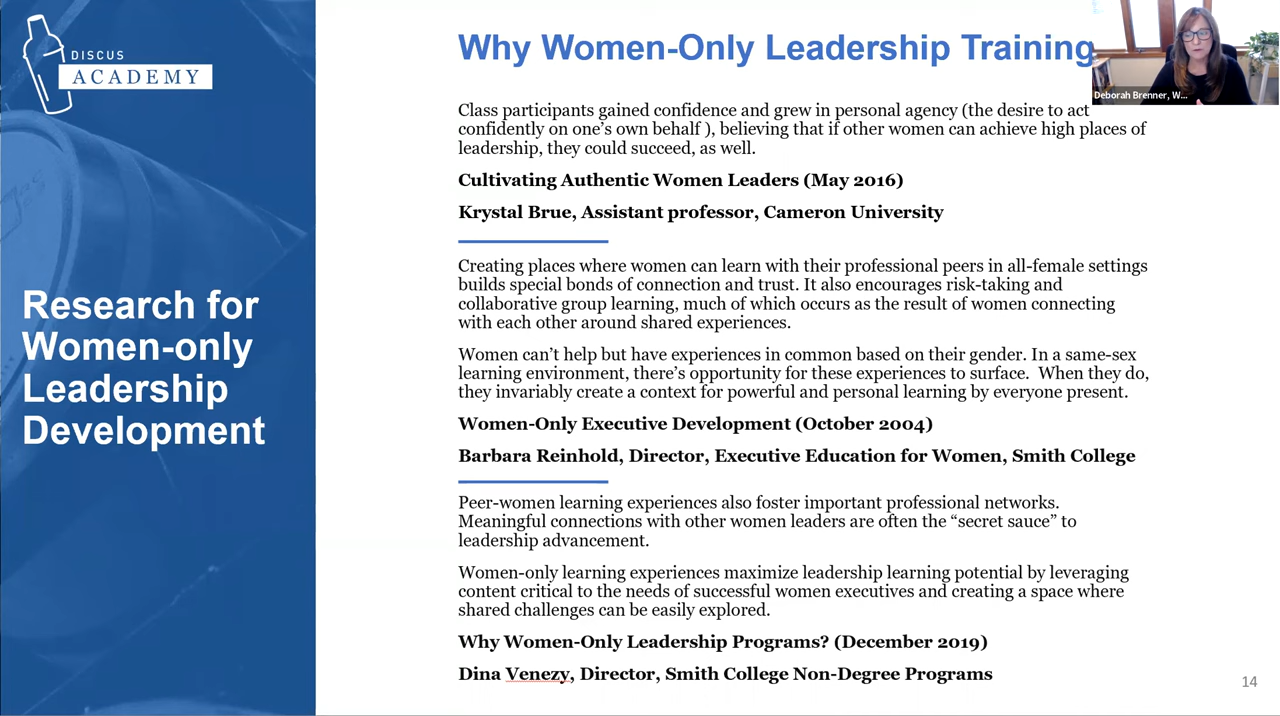 DISCUS
ACADEMY
Research for
Women-only
Leadership
Development
Why Women-Only Leadership Training
Deborah Brenner, W...
Class participants gained confidence and grew in personal agency (the desire to act
confidently on one's own behalf ), believing that if other women can achieve high places of
leadership, they could succeed, as well.
Cultivating Authentic Women Leaders (May 2016)
Krystal Brue, Assistant professor, Cameron University
Creating places where women can learn with their professional peers in all-female settings
builds special bonds of connection and trust. It also encourages risk-taking and
collaborative group learning, much of which occurs as the result of women connecting
with each other around shared experiences.
Women can't help but have experiences in common based on their gender. In a same-sex
learning environment, there's opportunity for these experiences to surface.  When they do,
they invariably create a context for powerful and personal learning by everyone present.
Women-Only Executive Development (October 2004)
Barbara Reinhold, Director, Executive Education for Women, Smith College
Peer-women learning experiences also foster important professional networks.
Meaningful connections with other women leaders are often the “secret sauce” to
leadership advancement.
Women-only learning experiences maximize leadership learning potential by leveraging
content critical to the needs of successful women executives and creating a space where
shared challenges can be easily explored.
Why Women-Only Leadership Programs? (December 2019)
Dina Venezy, Director, Smith College Non-Degree Programs
14